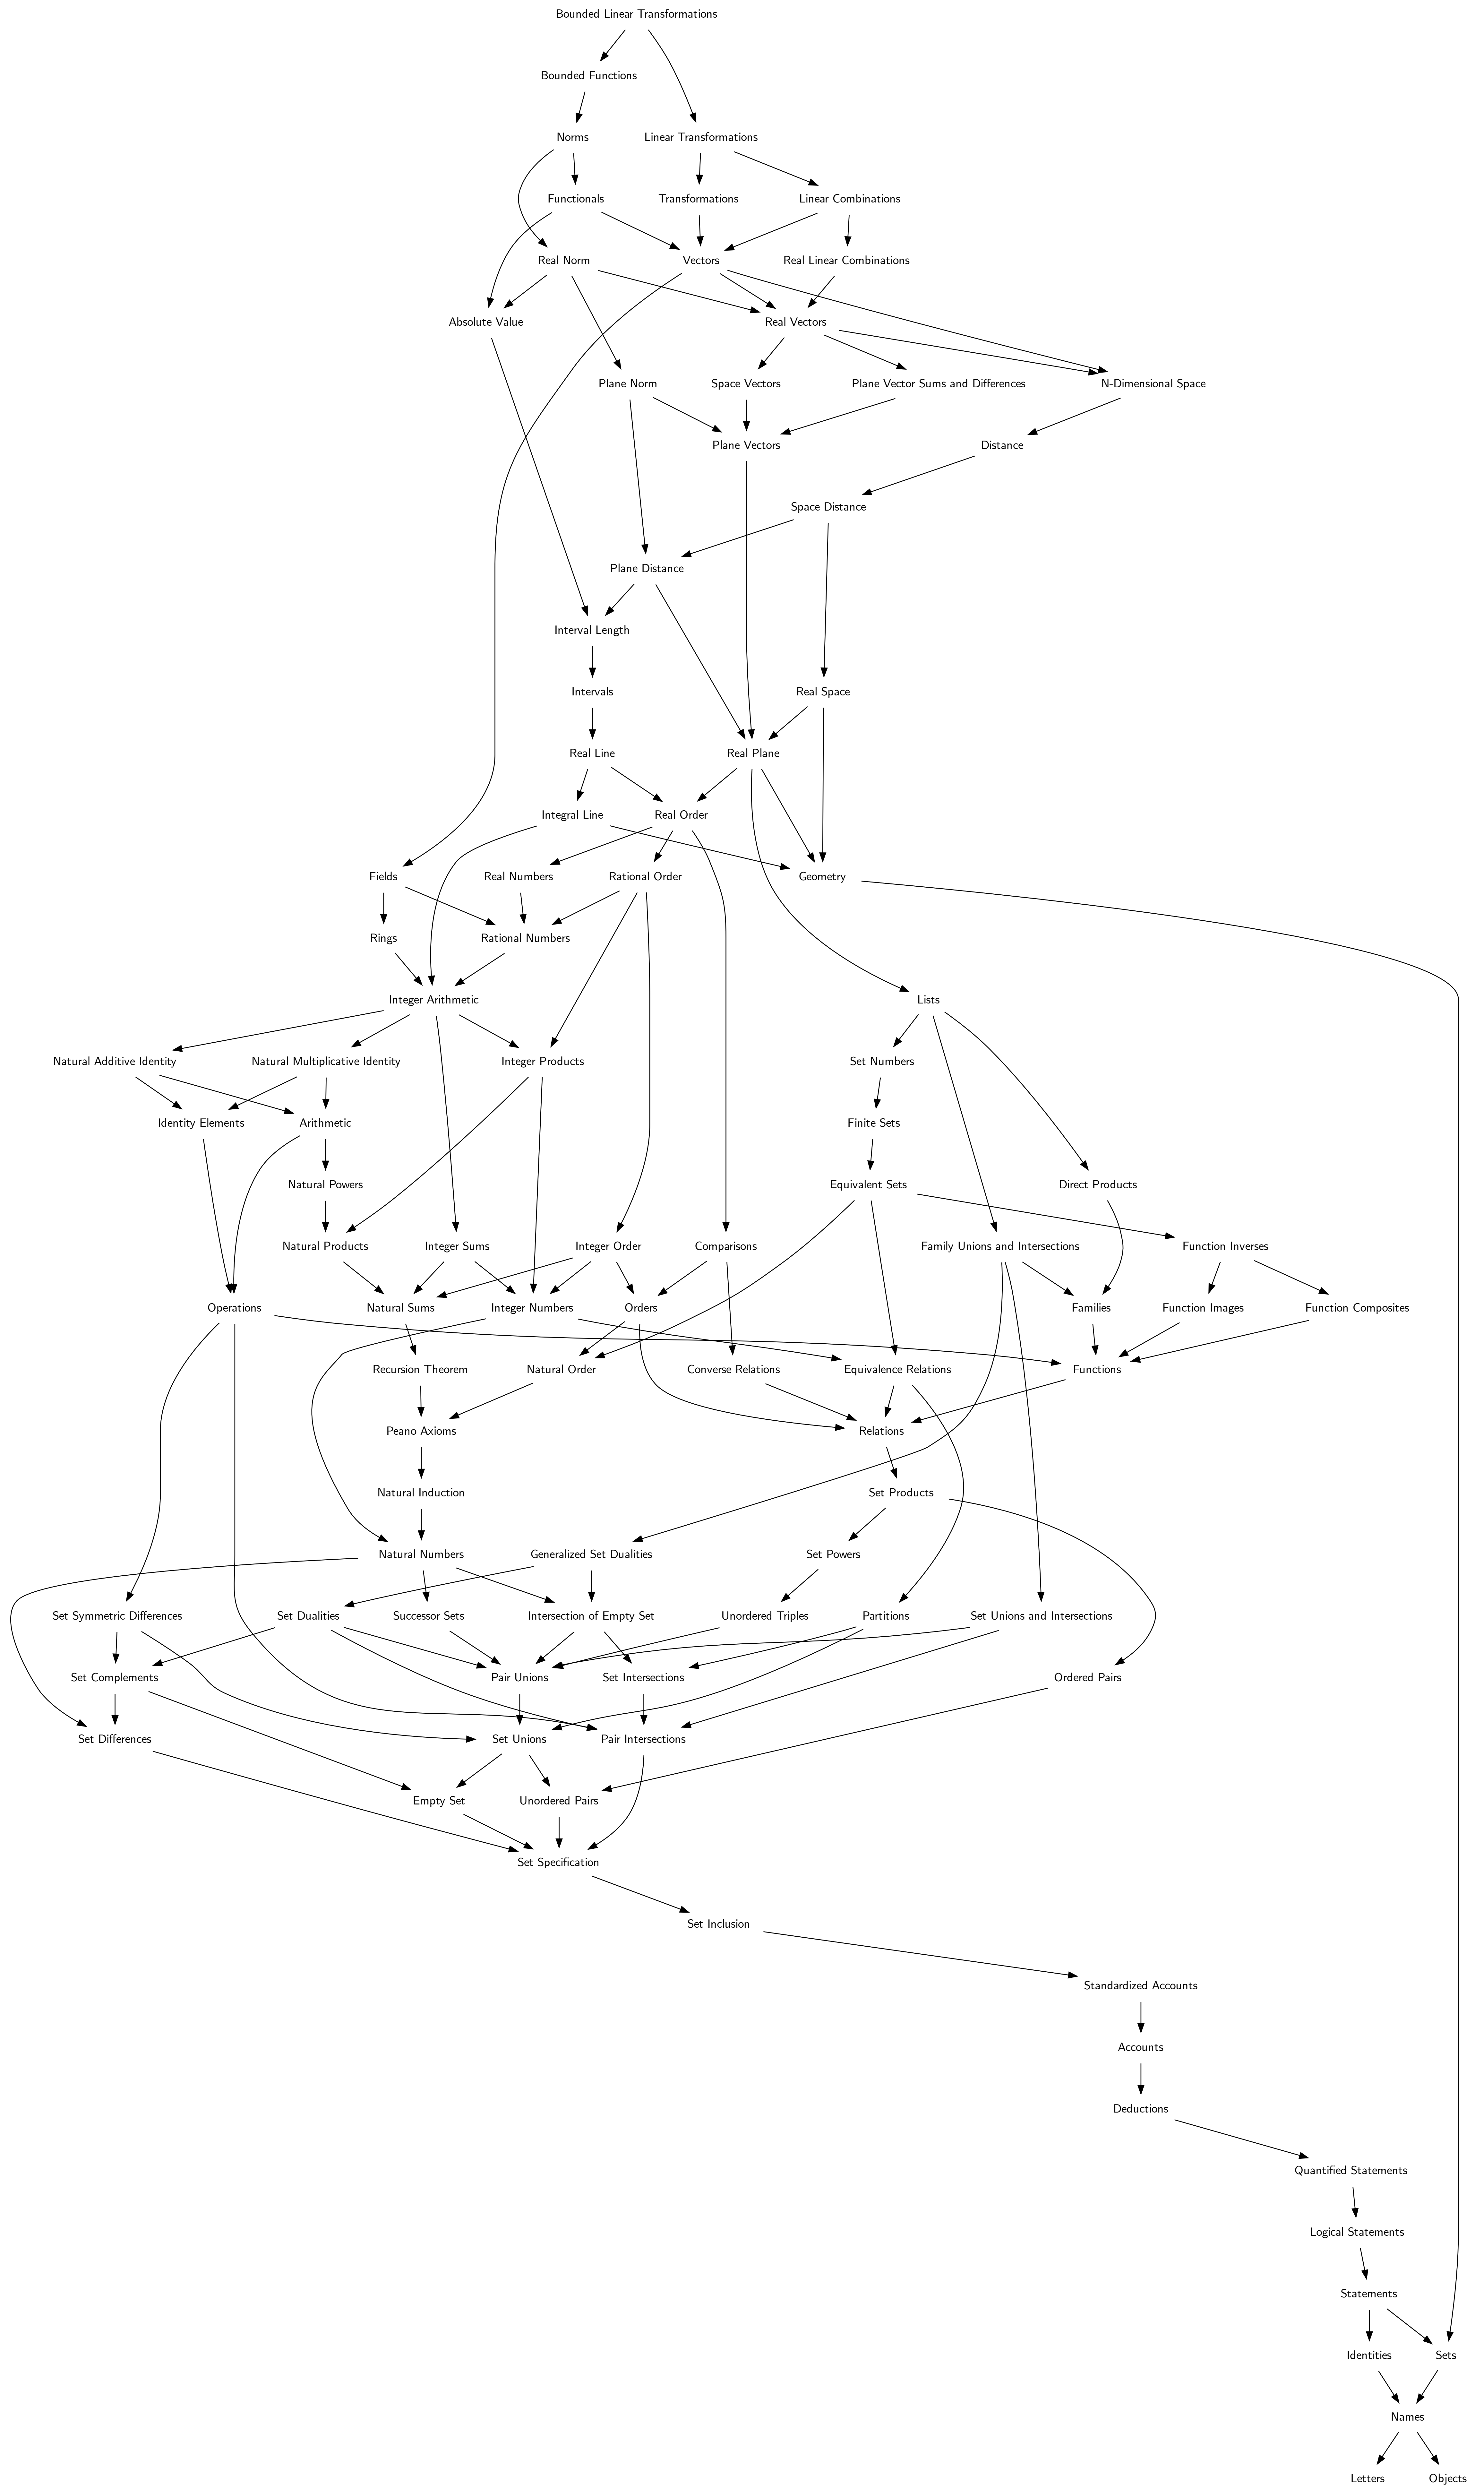 Bounded Linear Transformations
Bounded Functions
Norms
Linear Transformations
Functionals
Transformations
Linear Combinations
Real Norm
Vectors
Real Linear Combinations
Absolute Value
Real Vectors
Plane Norm
Space Vectors
Plane Vector Sums and Differences
N-Dimensional Space
Plane Vectors
Distance
Space Distance
Plane Distance
Interval Length
Intervals
Real Space
Real Line
Real Plane
Integral Line
Real Order
Fields
Real Numbers
Rational Order
Geometry
Rings
Rational Numbers
Integer Arithmetic
Lists
Natural Additive Identity
Natural Multiplicative Identity
Integer Products
Set Numbers
Identity Elements
Arithmetic
Finite Sets
Natural Powers
Equivalent Sets
Direct Products
Natural Products
Integer Sums
Integer Order
Comparisons
Family Unions and Intersections
Function Inverses
Operations
Natural Sums
Integer Numbers
Orders
Families
Function Images
Function Composites
Recursion Theorem
Natural Order
Converse Relations
Equivalence Relations
Functions
Peano Axioms
Relations
Natural Induction
Set Products
Natural Numbers
Generalized Set Dualities
Set Powers
Set Symmetric Differences
Set Dualities
Successor Sets
Intersection of Empty Set
Unordered Triples
Partitions
Set Unions and Intersections
Set Complements
Pair Unions
Set Intersections
Ordered Pairs
Set Differences
Set Unions
Pair Intersections
Empty Set
Unordered Pairs
Set Specification
Set Inclusion
Standardized Accounts
Accounts
Deductions
Quantified Statements
Logical Statements
Statements
Identities
Sets
Names
Letters
Objects